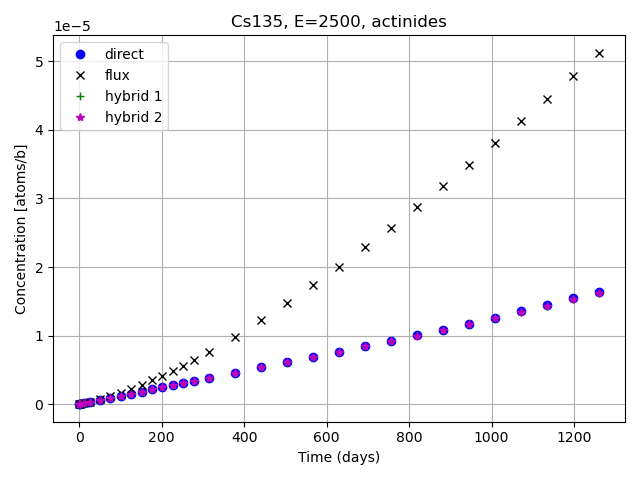 Cs135, E=2500, actinides
1e−5
direct
flux
hybrid 1
hybrid 2
5
4
3
2
1
0
Concentration [atoms/b]
0 200 400 600 800 1000 1200
Time (days)